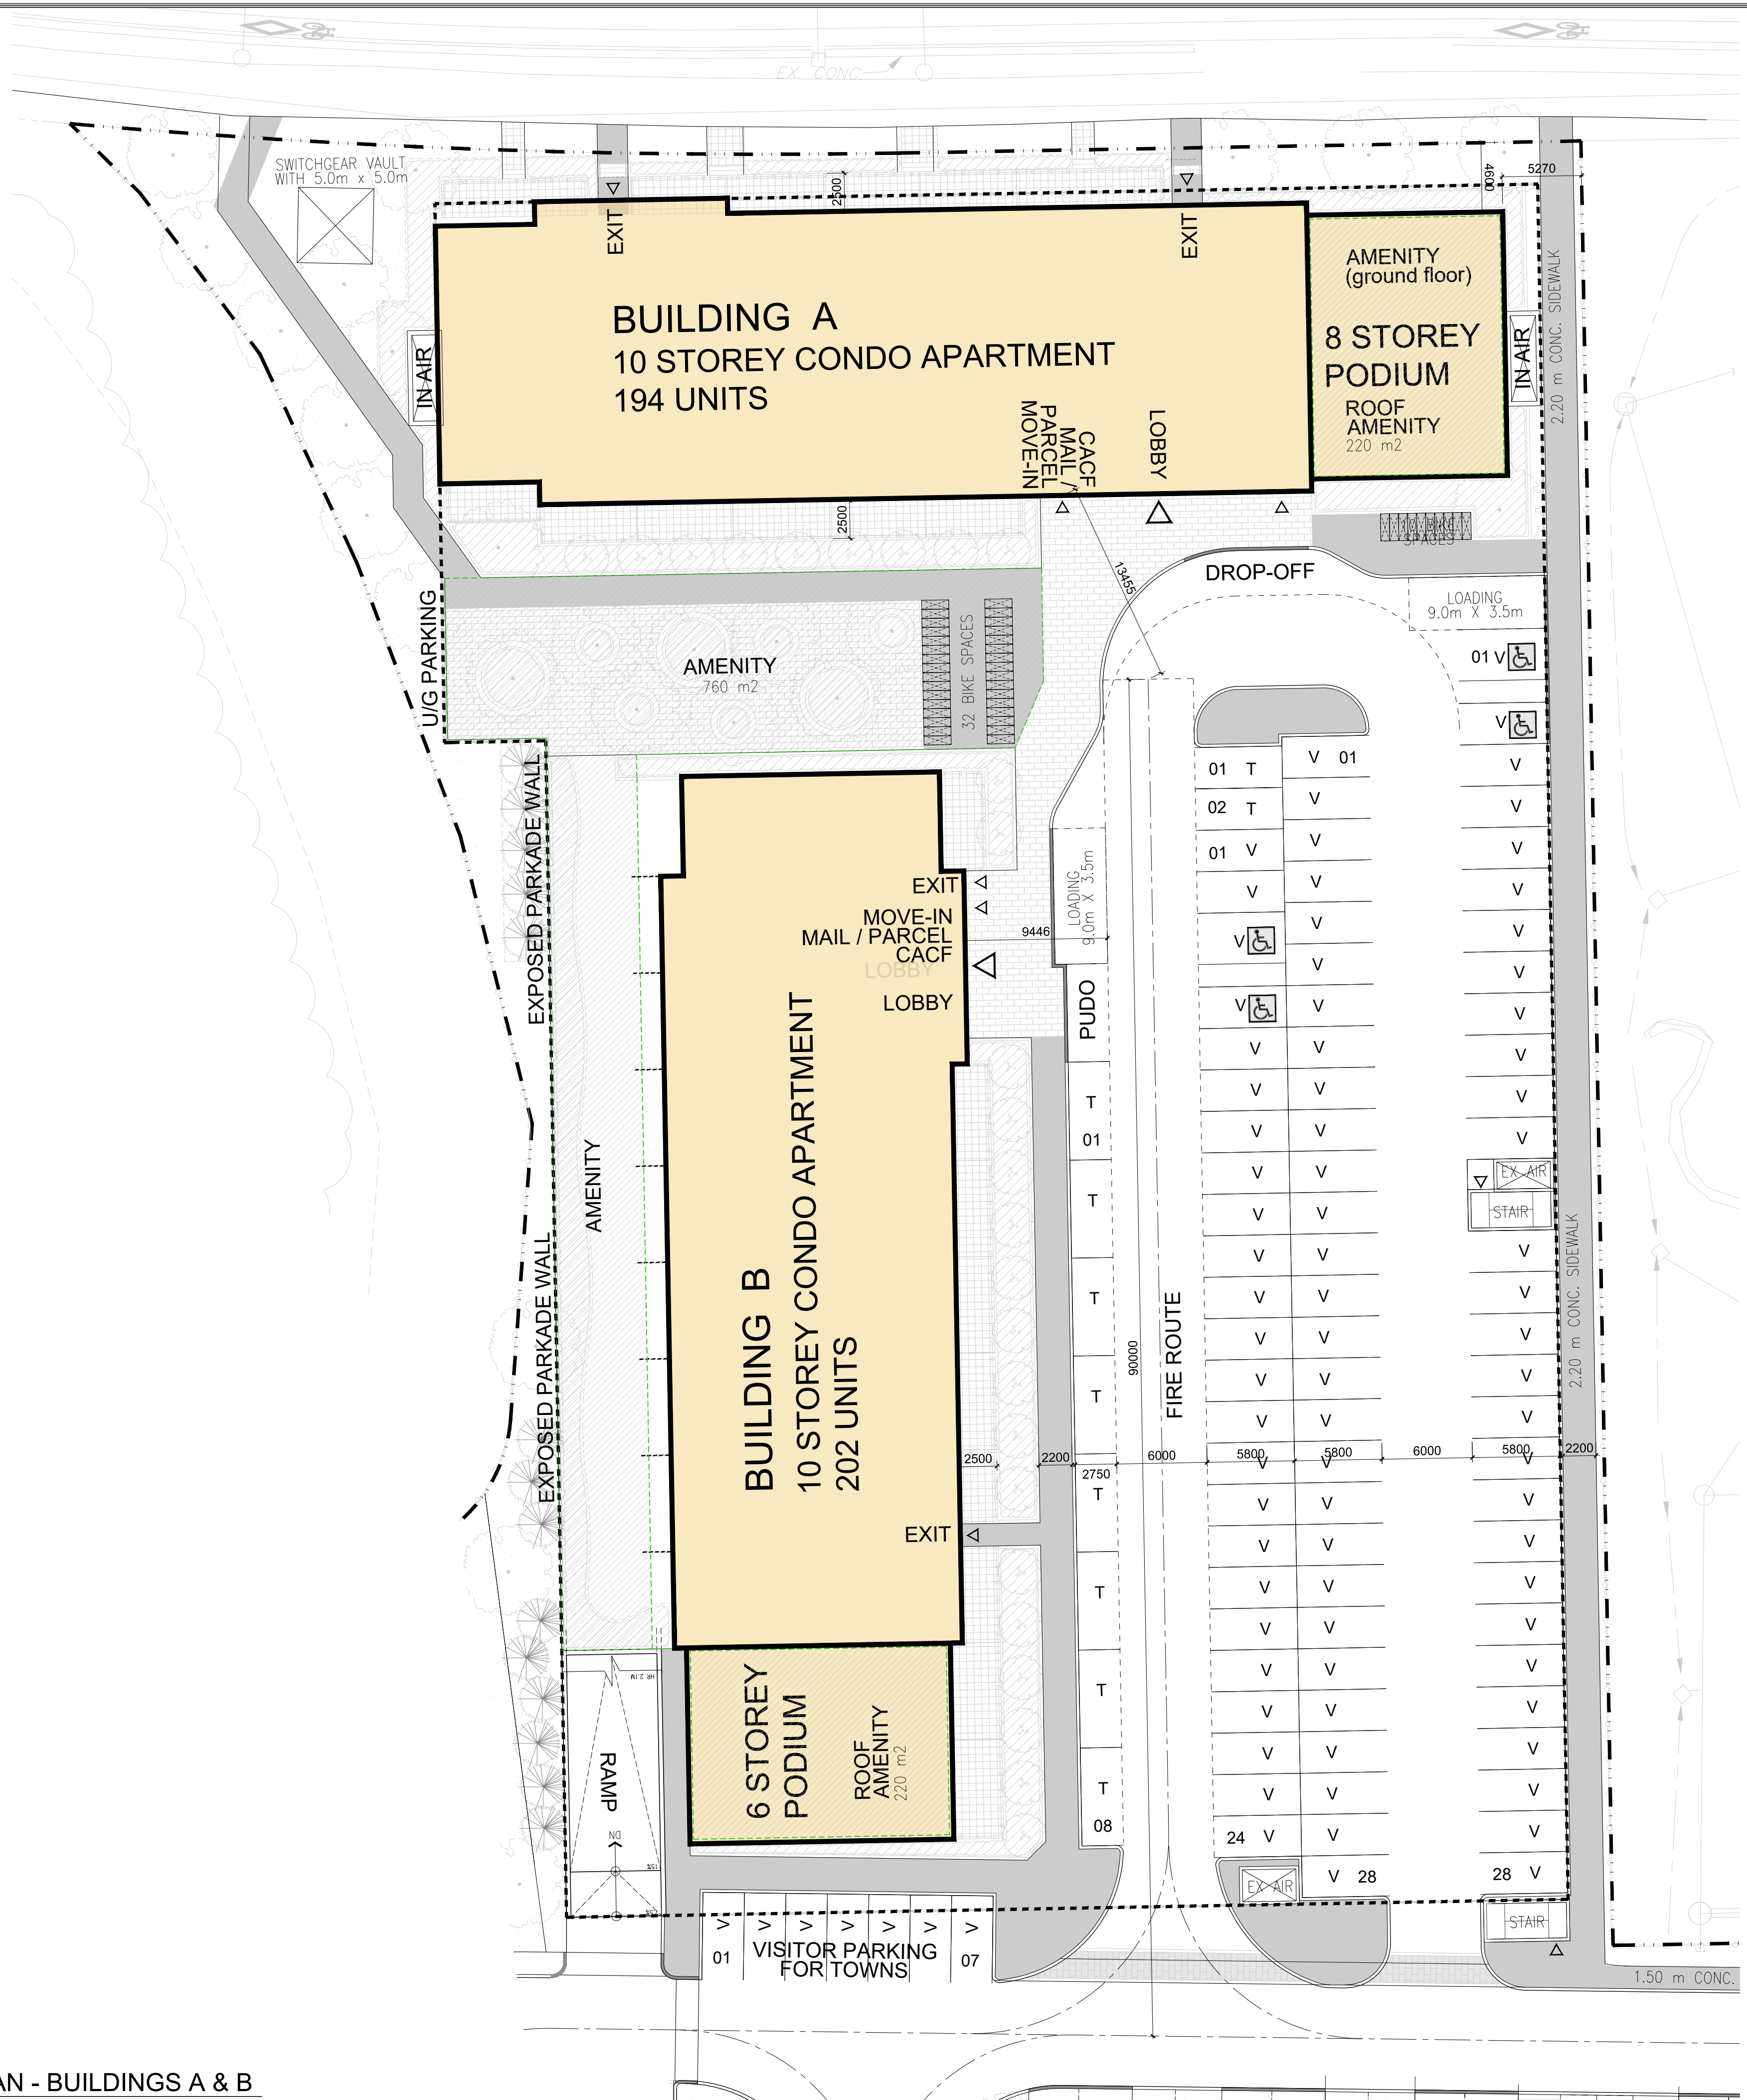 EX. CONC.
SWITCHGEAR VAULT
WITH 5.0m x 5.0m
2500
4600
5270
EXIT
EXIT
AMENITY
(ground floor)
BUILDING A
10 STOREY CONDO APARTMENT
194 UNITS
8 STOREY
PODIUM
ROOF
AMENITY
220 m2
IN AIR
IN AIR
2.20 m CONC. SIDEWALK
CACF
MAIL /
PARCEL
MOVE-IN
LOBBY
2500
13455
DROP-OFF
SPACES
LOADING
9.0m X 3.5m
U/G PARKING
AMENITY
760 m2
32 BIKE SPACES
01 V
V
01 T
V 01
V
02 T
V
V
01 V
V
V
V
V
V
V
V
V
V
V
V
V
V
V
EXPOSED PARKADE WALL
EXIT
MOVE-IN
MAIL / PARCEL
CACF
LOBBY
LOBBY
LOADING
9.0m X 3.5m
9446
PUDO
T
01
T
T
T
T
T
T
T
08
AMENITY
EXPOSED PARKADE WALL
BUILDING B
10 STOREY CONDO APARTMENT
202 UNITS
90000
FIRE ROUTE
EX AIR
STAIR
2.20 m CONC. SIDEWALK
2500
2200
2750
6000
5800
5800
6000
5800
2200
EXIT
6 STOREY
PODIUM
ROOF
AMENITY
220 m2
HR 2.1M
RAMP
DN
15%
24 V
V
V
V 28
28 V
EX AIR
STAIR
V V V V V V V
01
VISITOR PARKING
FOR TOWNS
07
1.50 m CONC.
AN - BUILDINGS A & B